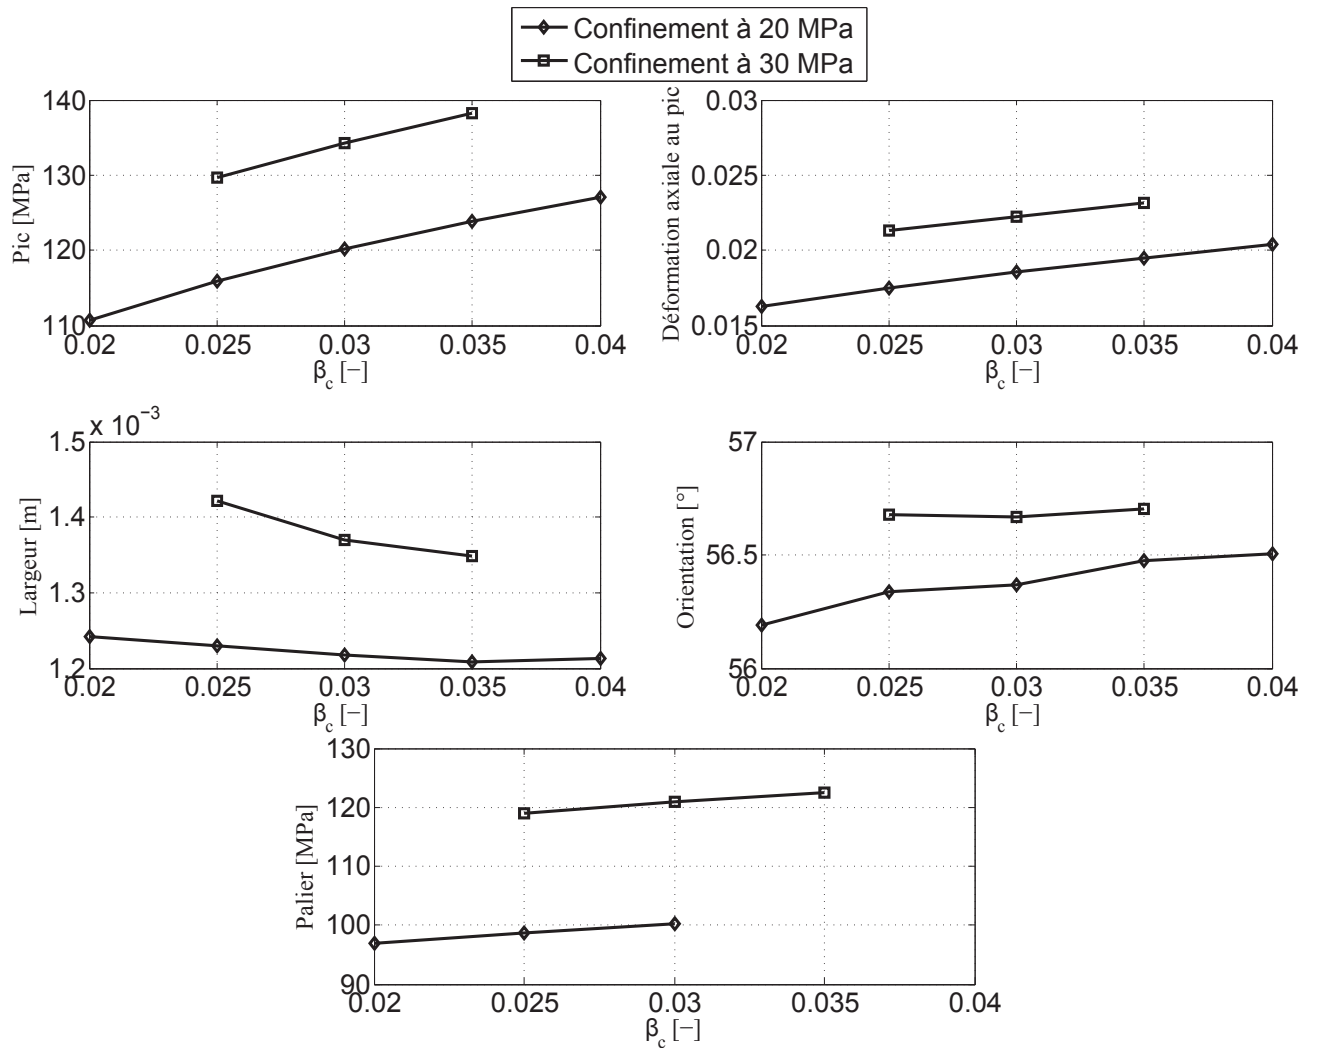 Confinement à 20 MPa
Confinement à 30 MPa
Pic [MPa]
140
130
120
110
0.02 0.025 0.03 0.035 0.04
β_c [−]
Déformation axiale au pic
0.03
0.025
0.02
0.015
0.02 0.025 0.03 0.035 0.04
β_c [−]
x 10⁻³
Largeur [m]
1.5
1.4
1.3
1.2
0.02 0.025 0.03 0.035 0.04
β_c [−]
Orientation [°]
57
56.5
56
0.02 0.025 0.03 0.035 0.04
β_c [−]
Palier [MPa]
130
120
110
100
90
0.02 0.025 0.03 0.035 0.04
β_c [−]